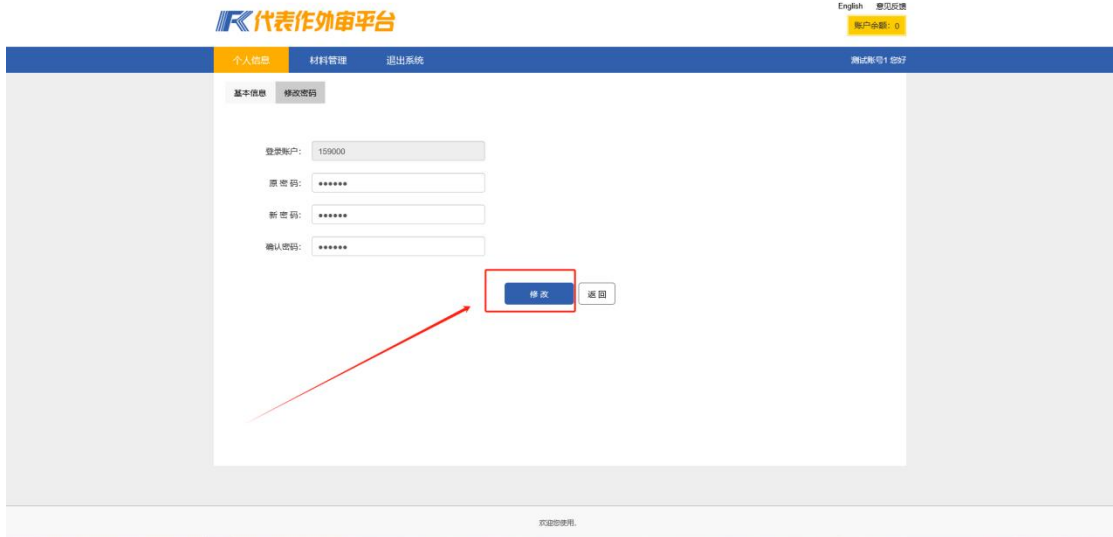 English 意见反馈
代表作外审平台
账户余额：0
个人信息 材料管理 退出系统 测试账号1 您好
基本信息 修改密码
登录账户： 159000
原 密 码： ●●●●●●
新 密 码： ●●●●●●
确认密码： ●●●●●●
修 改 返 回
欢迎您使用.